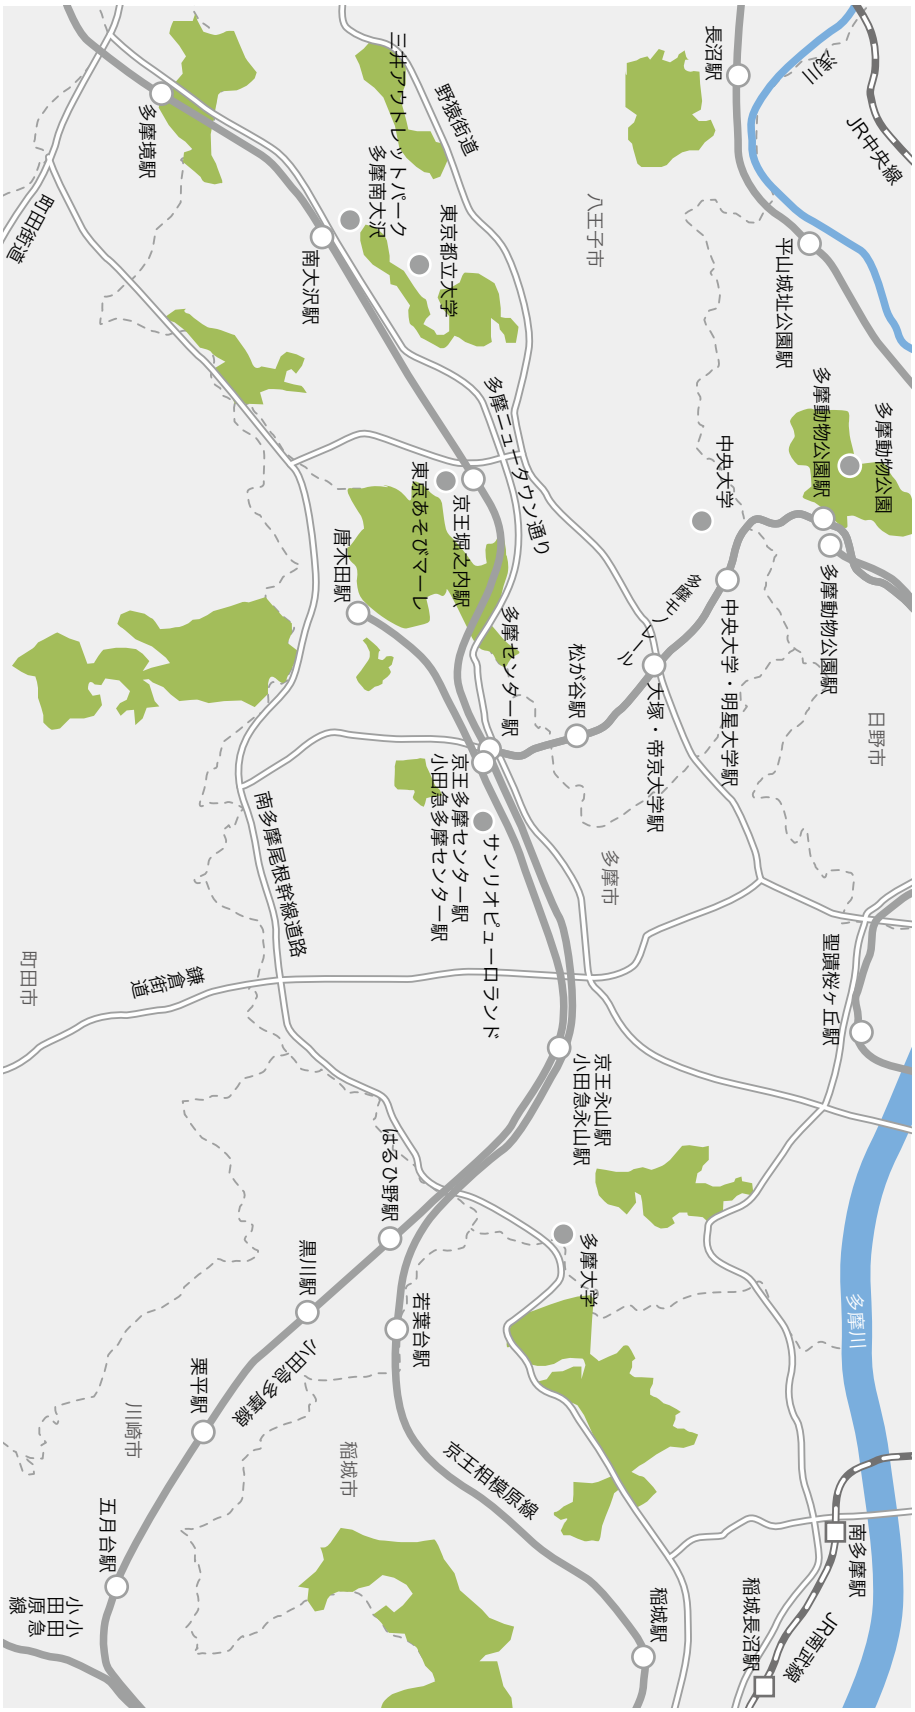 浅川
JR中央線
長沼駅
野猿街道
三井アウトレットパーク
多摩南大沢
多摩境駅
町田街道
八王子市
平山城址公園駅
東京都立大学
南大沢駅
多摩動物公園
多摩動物公園駅
中央大学
多摩ニュータウン通り
京王堀之内駅
東京あそびマーレ
唐木田駅
多摩動物公園駅
中央大学・明星大学駅
多摩モノレール
大塚・帝京大学駅
松が谷駅
多摩センター駅
日野市
京王多摩センター駅
小田急多摩センター駅
サンリオピューロランド
南多摩尾根幹線道路
多摩市
聖蹟桜ヶ丘駅
鎌倉街道
町田市
京王永山駅
小田急永山駅
はるひ野駅
多摩大学
黒川駅
若葉台駅
多摩川
小田急多摩線
栗平駅
川崎市
稲城市
京王相模原線
五月台駅
小田急
小田原線
南多摩駅
稲城長沼駅
稲城駅
JR南武線